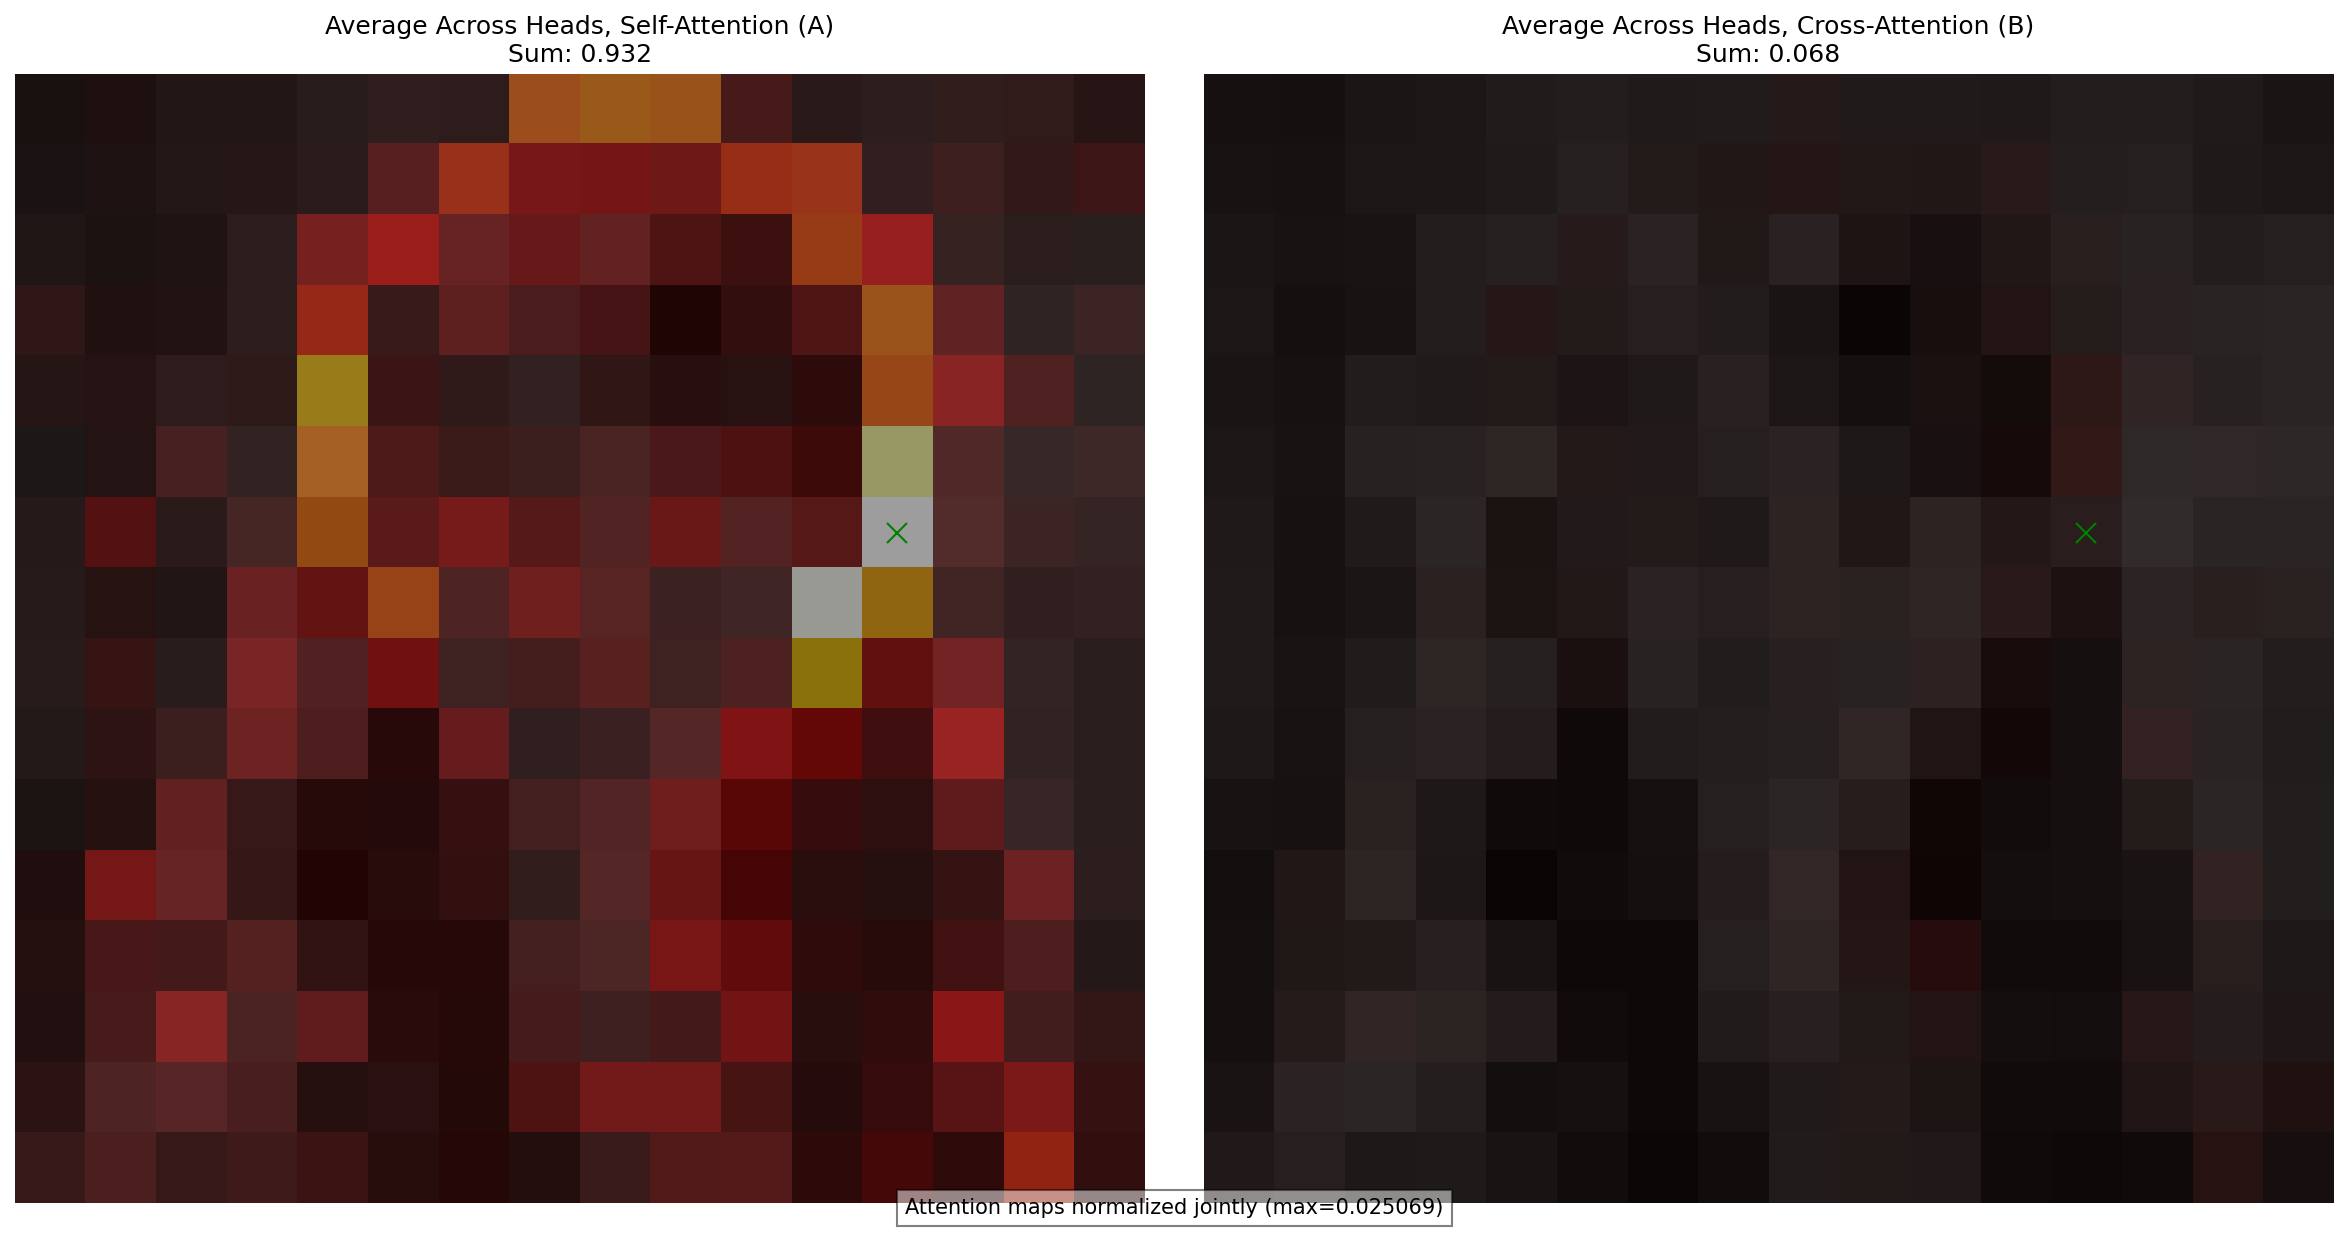 Average Across Heads, Self-Attention (A)
Sum: 0.932
Average Across Heads, Cross-Attention (B)
Sum: 0.068
Attention maps normalized jointly (max=0.025069)